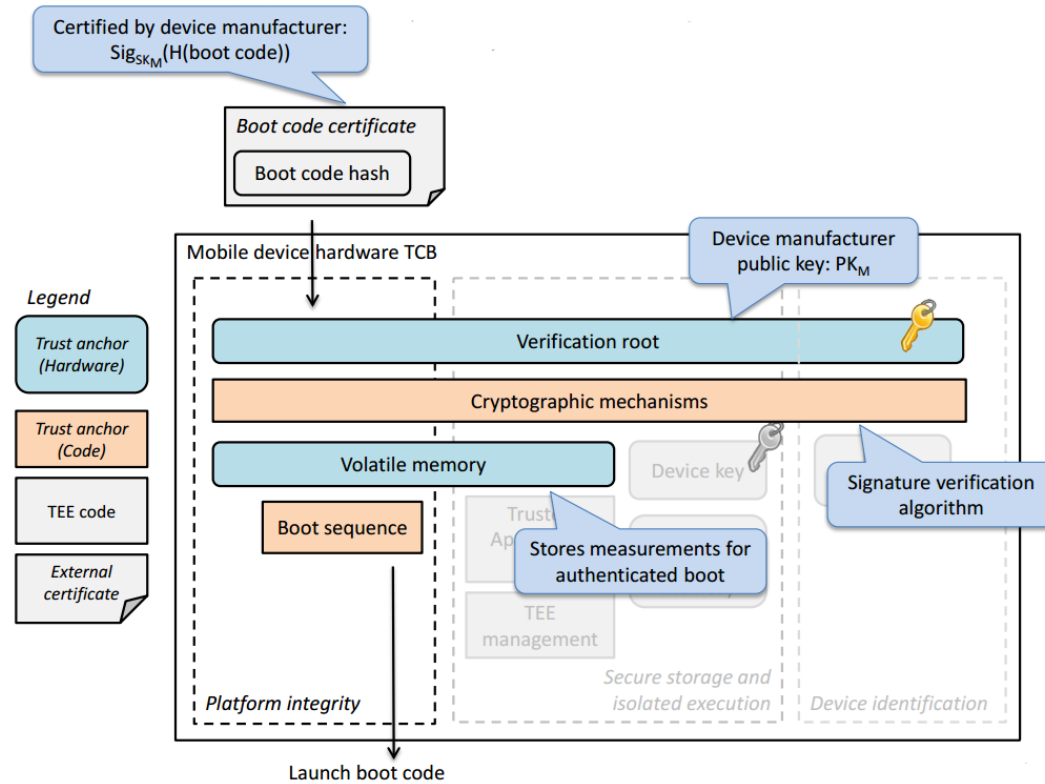 Certified by device manufacturer:
Sig_SK_M(H(boot code))
Boot code certificate
Boot code hash
Mobile device hardware TCB
Device manufacturer
public key: PK_M
Legend
Trust anchor
(Hardware)
Verification root
Trust anchor
(Code)
Cryptographic mechanisms
Volatile memory
Device key
Signature verification
algorithm
TEE code
Boot sequence
Stores measurements for
authenticated boot
External
certificate
TEE
management
Platform integrity
Secure storage and
isolated execution
Device identification
Launch boot code